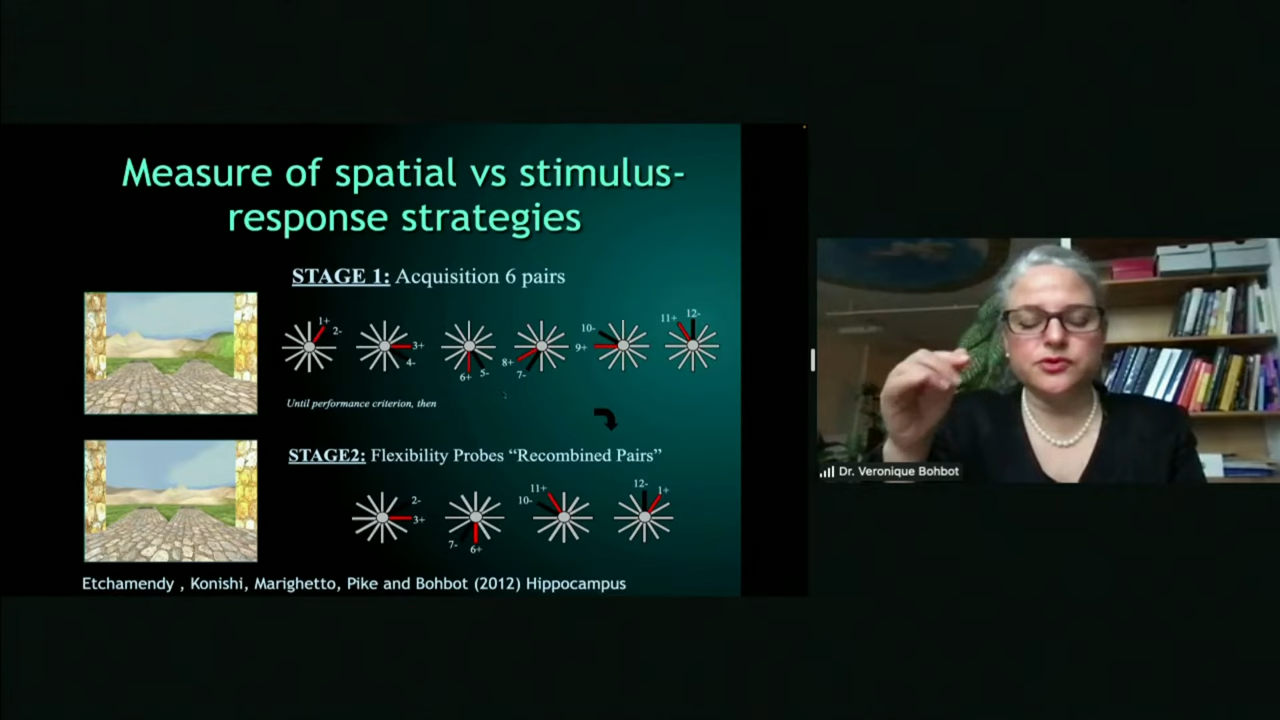 Measure of spatial vs stimulus-
response strategies
STAGE 1: Acquisition 6 pairs
1+ 2- 3+ 4- 6+ 5- 8+ 7- 10- 9+ 11+ 12-
Until performance criterion, then
STAGE2: Flexibility Probes “Recombined Pairs”
2- 3+ 7- 6+ 11+ 10- 12- 1+
Etchamendy , Konishi, Marighetto, Pike and Bohbot (2012) Hippocampus
Dr. Veronique Bohbot